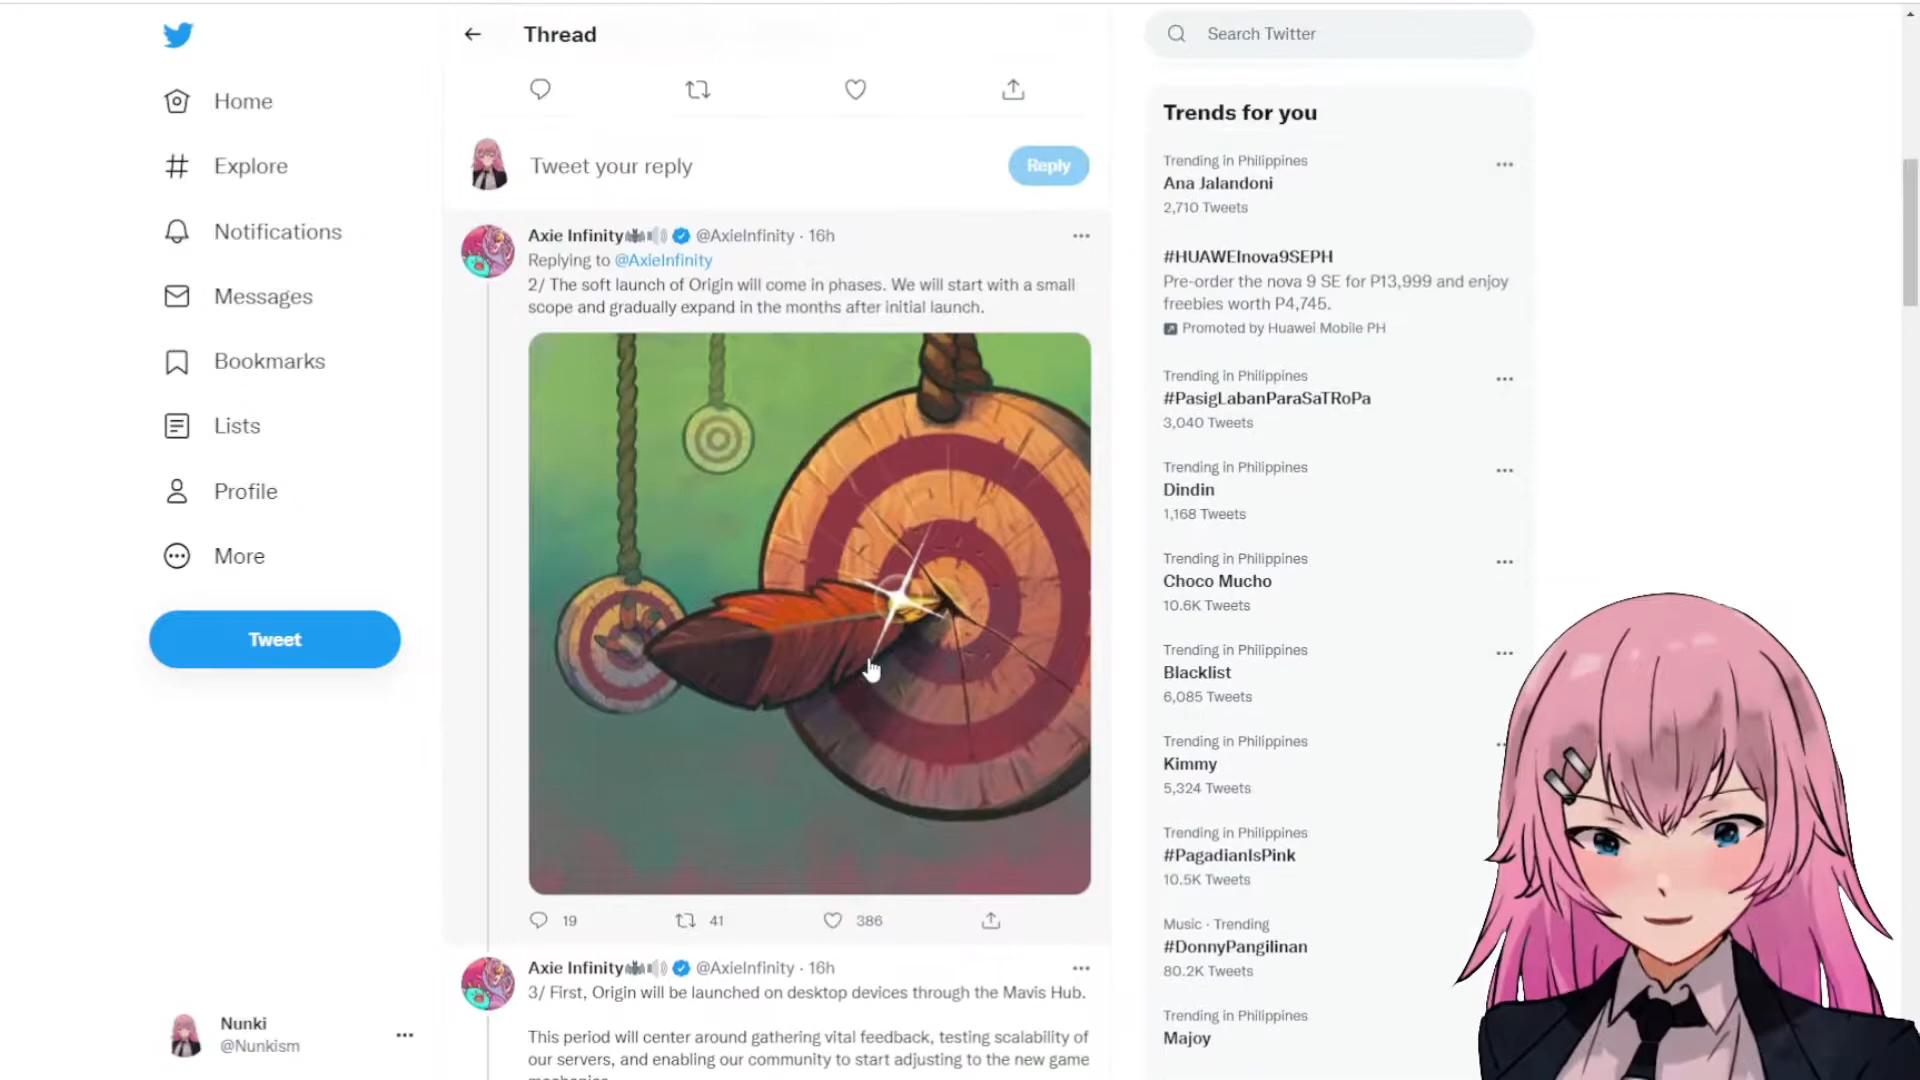 Home
Explore
Notifications
Messages
Bookmarks
Lists
Profile
More
Tweet
Nunki
@Nunkism
Thread
Tweet your reply
Reply
Axie Infinity @AxieInfinity · 16h
Replying to @AxieInfinity
2/ The soft launch of Origin will come in phases. We will start with a small
scope and gradually expand in the months after initial launch.
19
41
386
Axie Infinity @AxieInfinity · 16h
3/ First, Origin will be launched on desktop devices through the Mavis Hub.
This period will center around gathering vital feedback, testing scalability of
our servers, and enabling our community to start adjusting to the new game
Search Twitter
Trends for you
Trending in Philippines
Ana Jalandoni
2,710 Tweets
#HUAWEInova9SEPH
Pre-order the nova 9 SE for P13,999 and enjoy
freebies worth P4,745.
Promoted by Huawei Mobile PH
Trending in Philippines
#PasigLabanParaSaTRoPa
3,040 Tweets
Trending in Philippines
Dindin
1,168 Tweets
Trending in Philippines
Choco Mucho
10.6K Tweets
Trending in Philippines
Blacklist
6,085 Tweets
Trending in Philippines
Kimmy
5,324 Tweets
Trending in Philippines
#PagadianIsPink
10.5K Tweets
Music · Trending
#DonnyPangilinan
80.2K Tweets
Trending in Philippines
Majoy